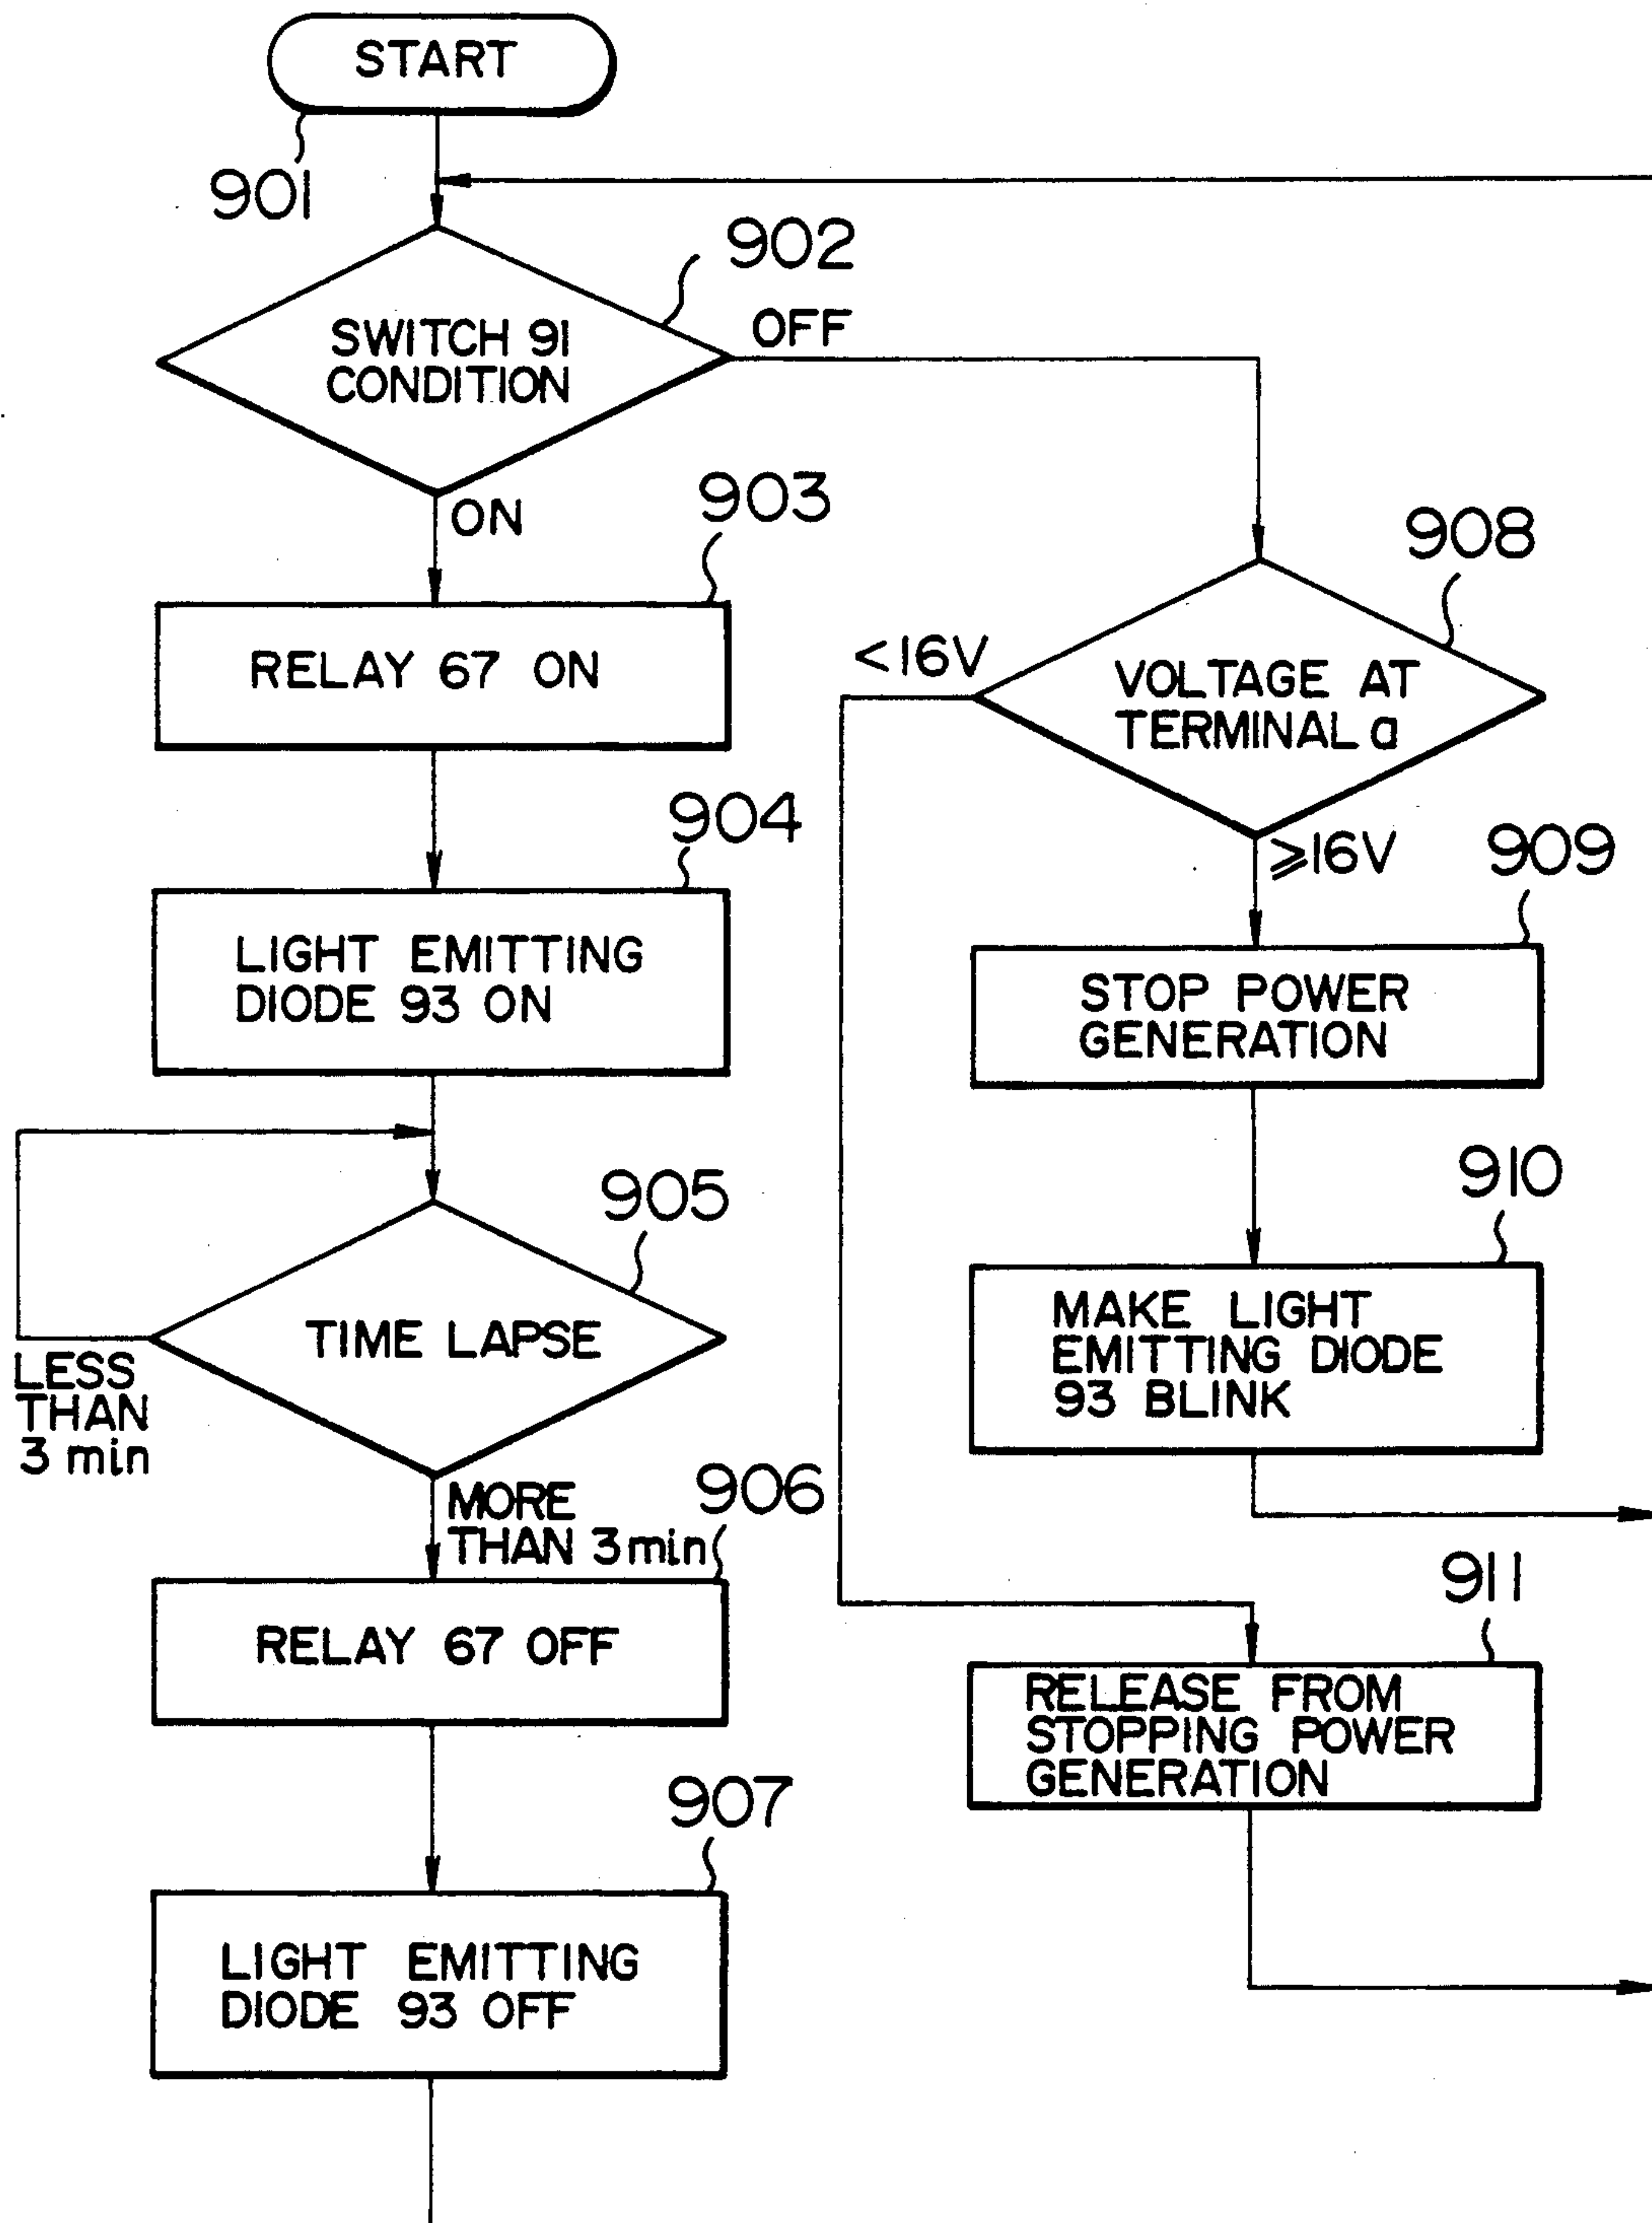 START
901
902
SWITCH 91
CONDITION
OFF
ON
903
RELAY 67 ON
904
LIGHT EMITTING
DIODE 93 ON
905
TIME LAPSE
LESS
THAN
3 min
MORE
THAN 3 min
906
RELAY 67 OFF
907
LIGHT EMITTING
DIODE 93 OFF
908
<16V
VOLTAGE AT
TERMINAL a
≥16V
909
STOP POWER
GENERATION
910
MAKE LIGHT
EMITTING DIODE
93 BLINK
911
RELEASE FROM
STOPPING POWER
GENERATION